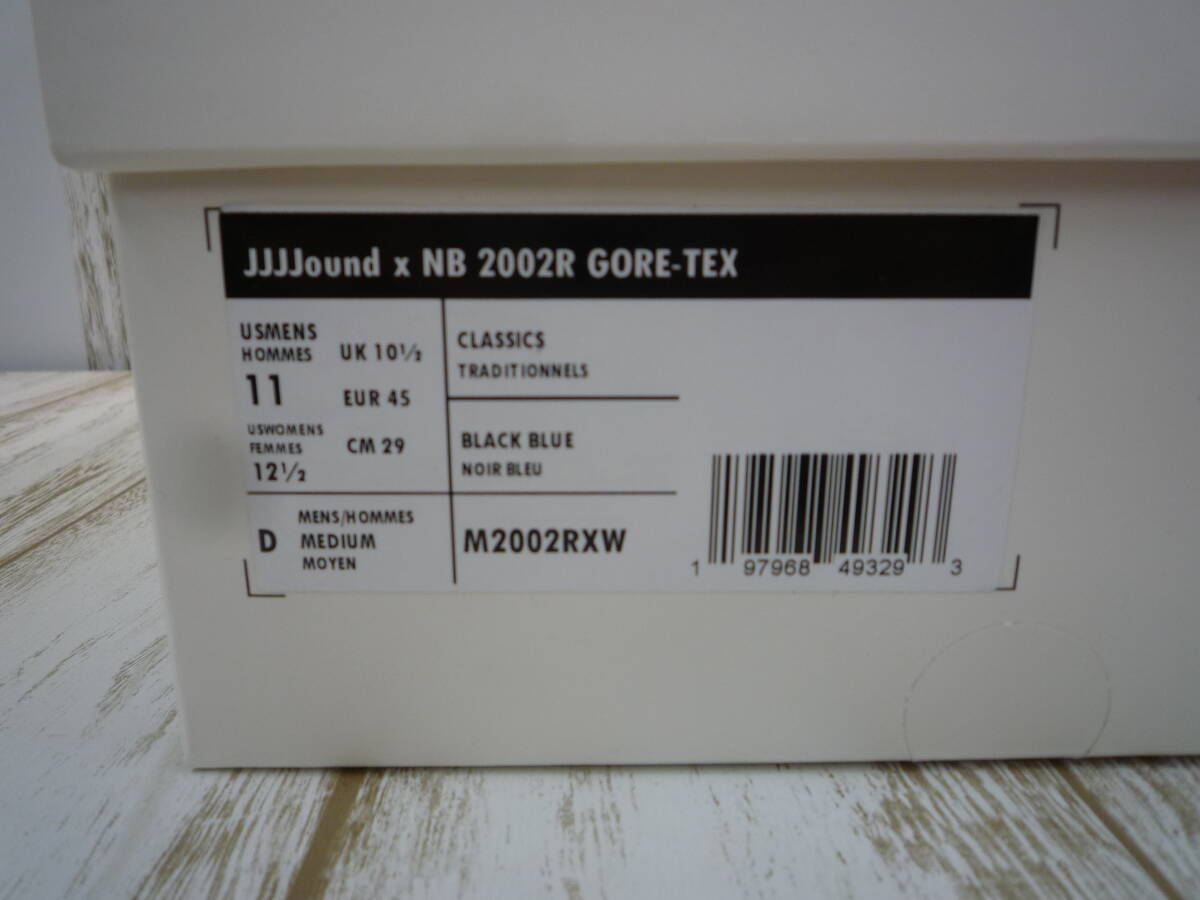 JJJJound x NB 2002R GORE-TEX
USMENS
HOMMES
11
UK 10½
EUR 45
USWOMENS
FEMMES
12½
CM 29
CLASSICS
TRADITIONNELS
BLACK BLUE
NOIR BLEU
D
MENS/HOMMES
MEDIUM
MOYEN
M2002RXW
1 97968 49329 3